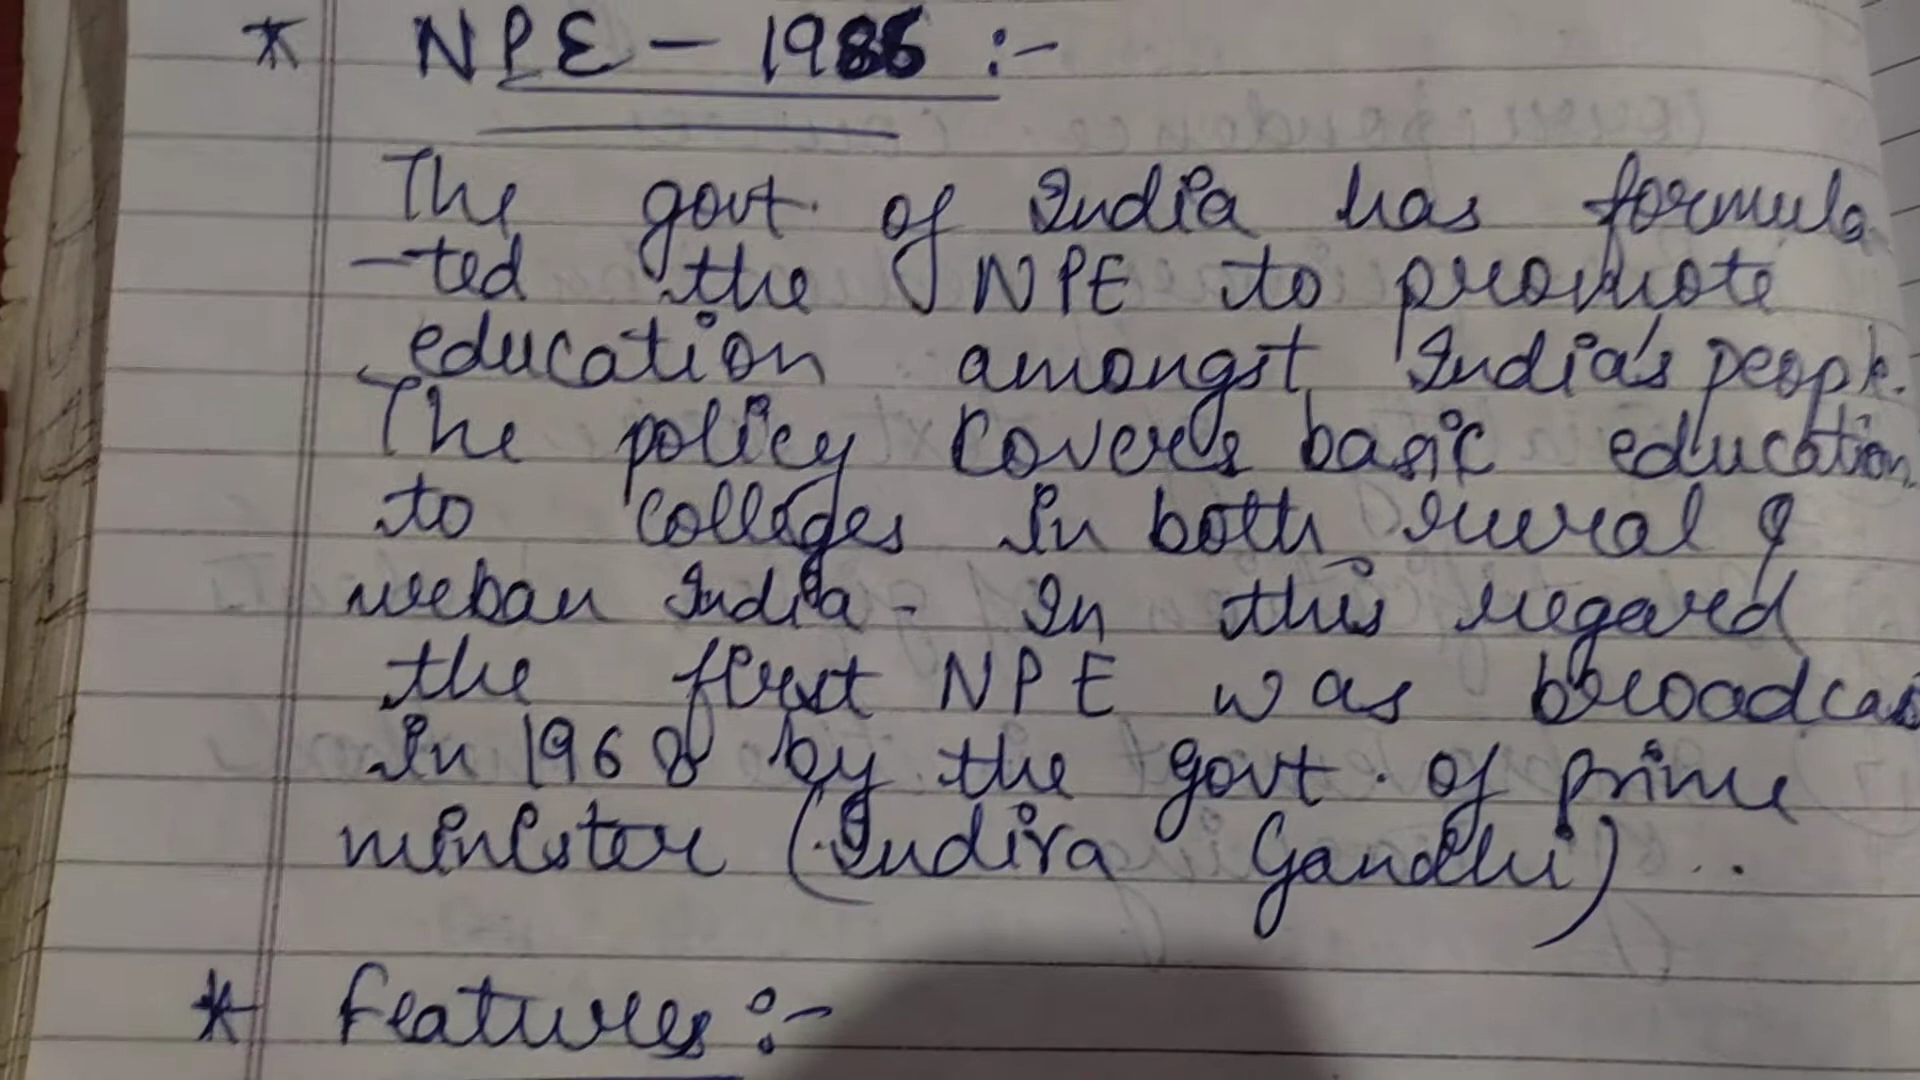 * NPE - 1986 :-
The govt. of India has formula
-ted the NPE to promote
education amongst India's people.
The policy covers basic education
to colleges in both rural &
urban India - In this regard
the first NPE was broadcas
in 1968 by the govt. of prime
minister (Indira Gandhi) ..
* features :-